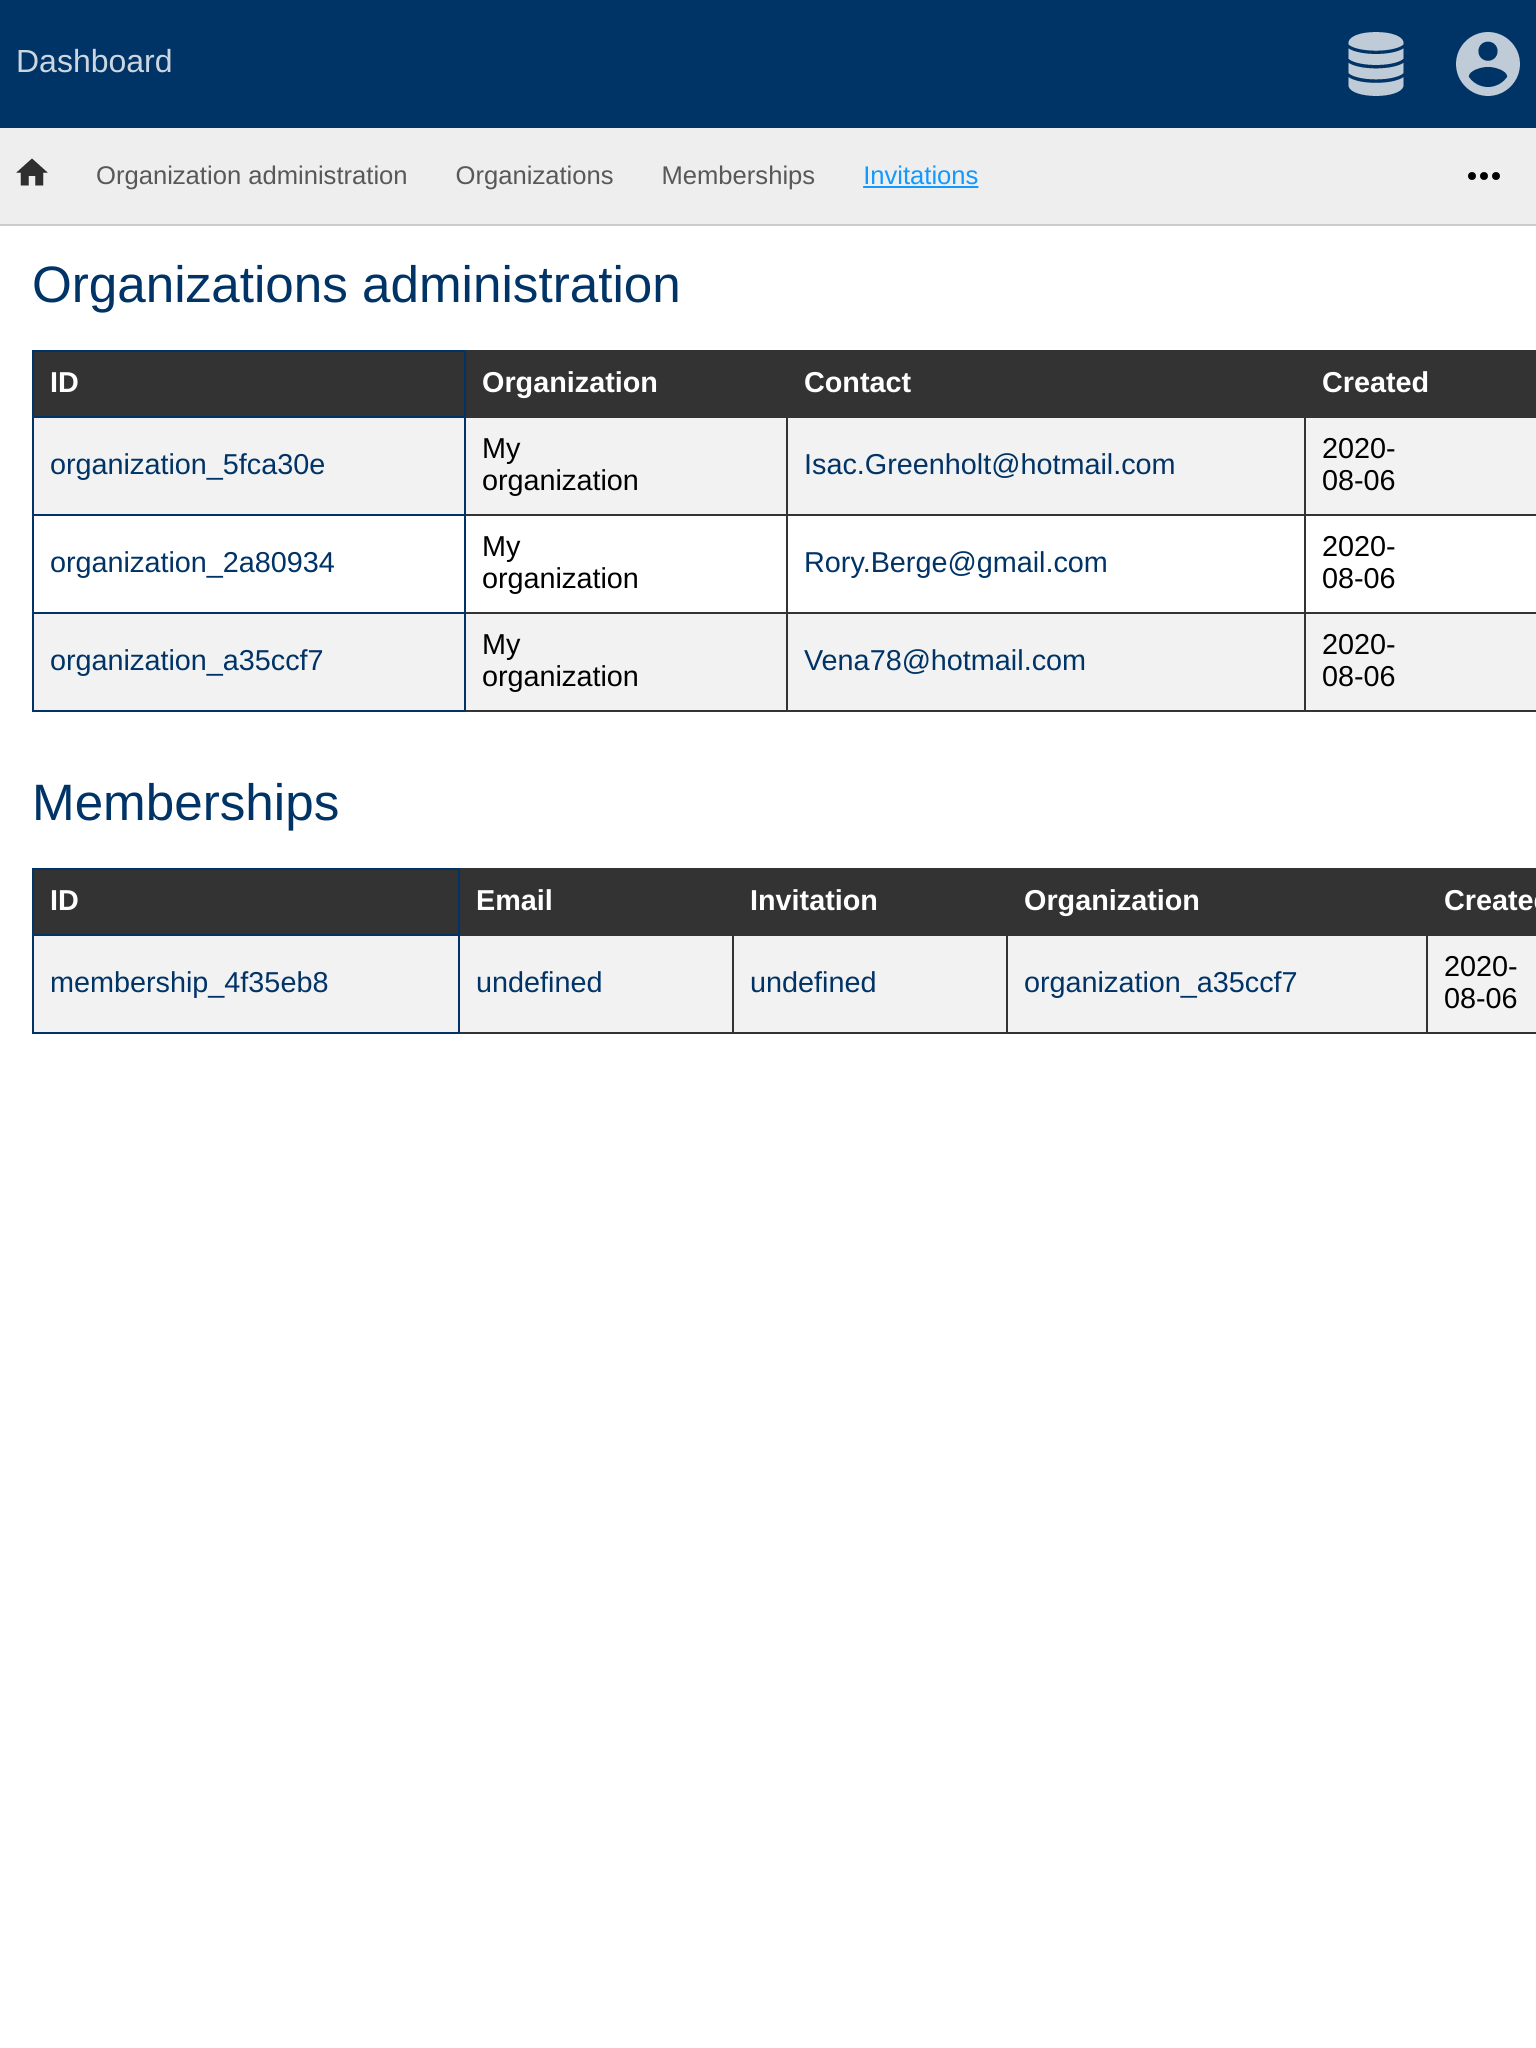 Dashboard
Organization administration Organizations Memberships Invitations
Organizations administration
ID Organization Contact Created
organization_5fca30e My organization Isac.Greenholt@hotmail.com 2020-08-06
organization_2a80934 My organization Rory.Berge@gmail.com 2020-08-06
organization_a35ccf7 My organization Vena78@hotmail.com 2020-08-06
Memberships
ID Email Invitation Organization Create
membership_4f35eb8 undefined undefined organization_a35ccf7 2020-08-06